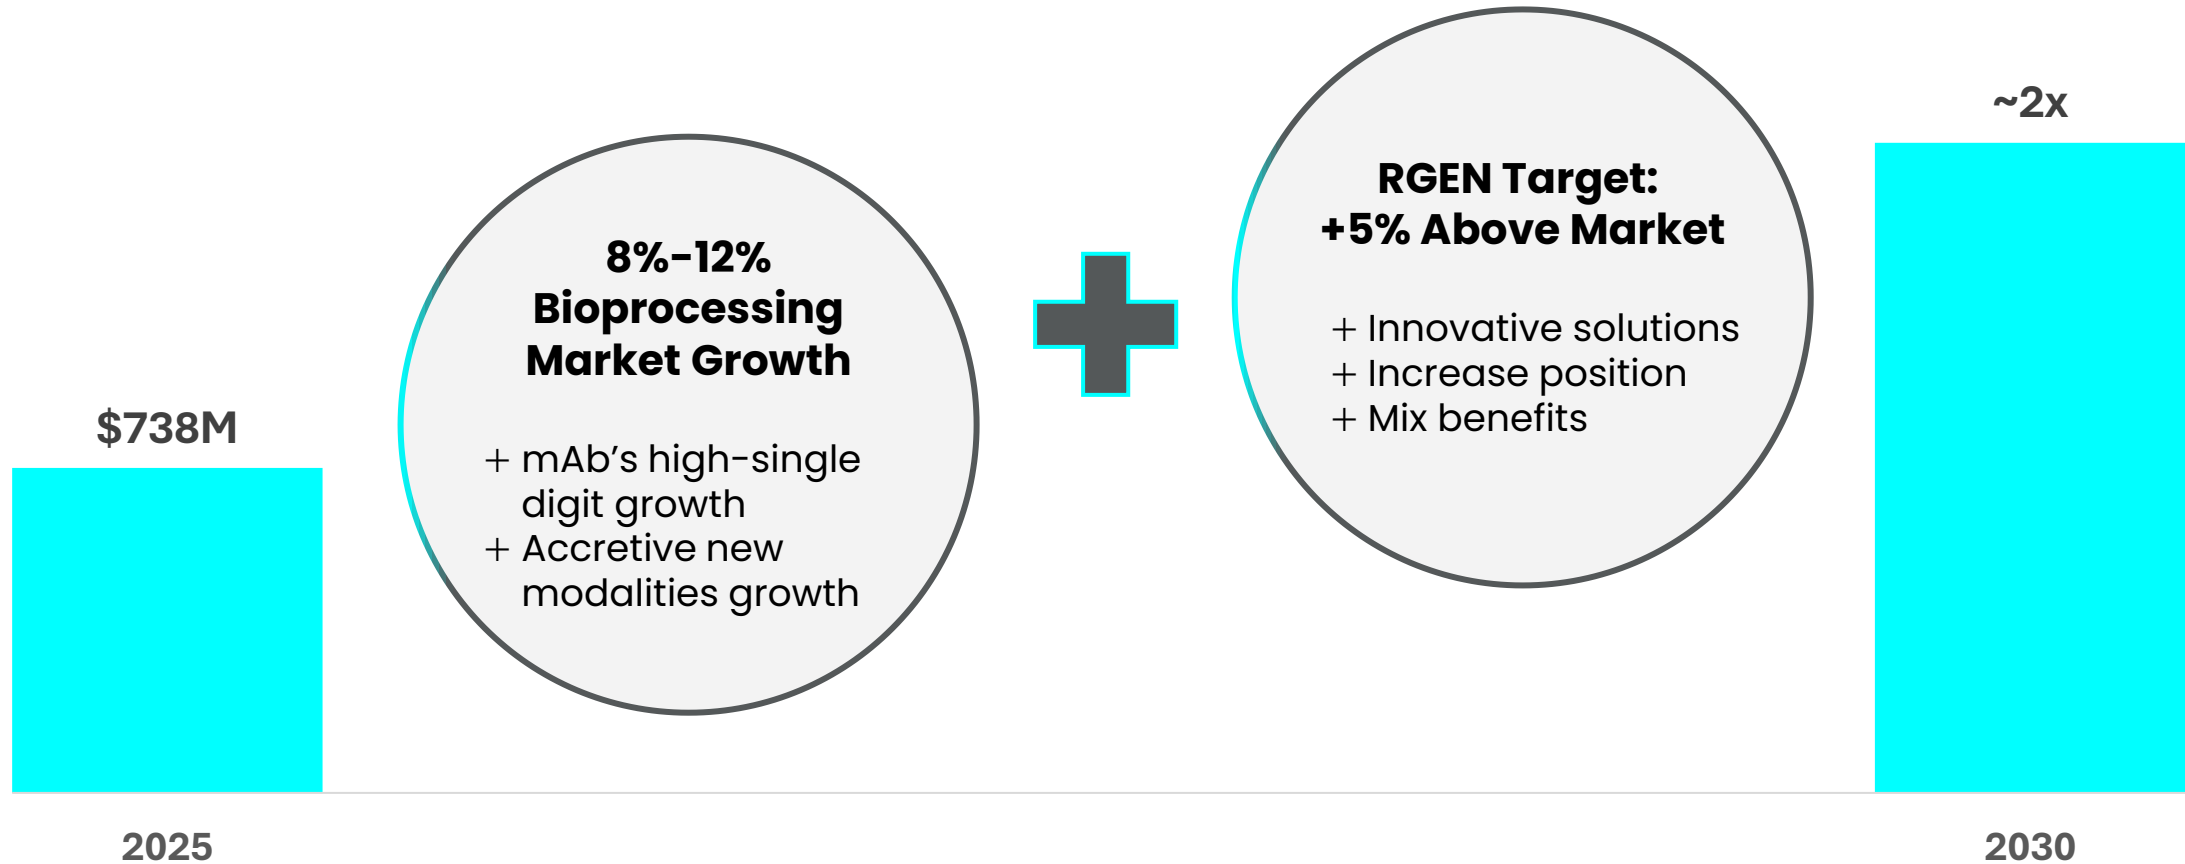 $738M
2025
8%-12%
Bioprocessing
Market Growth
+ mAb’s high-single
digit growth
+ Accretive new
modalities growth
RGEN Target:
+5% Above Market
+ Innovative solutions
+ Increase position
+ Mix benefits
~2x
2030